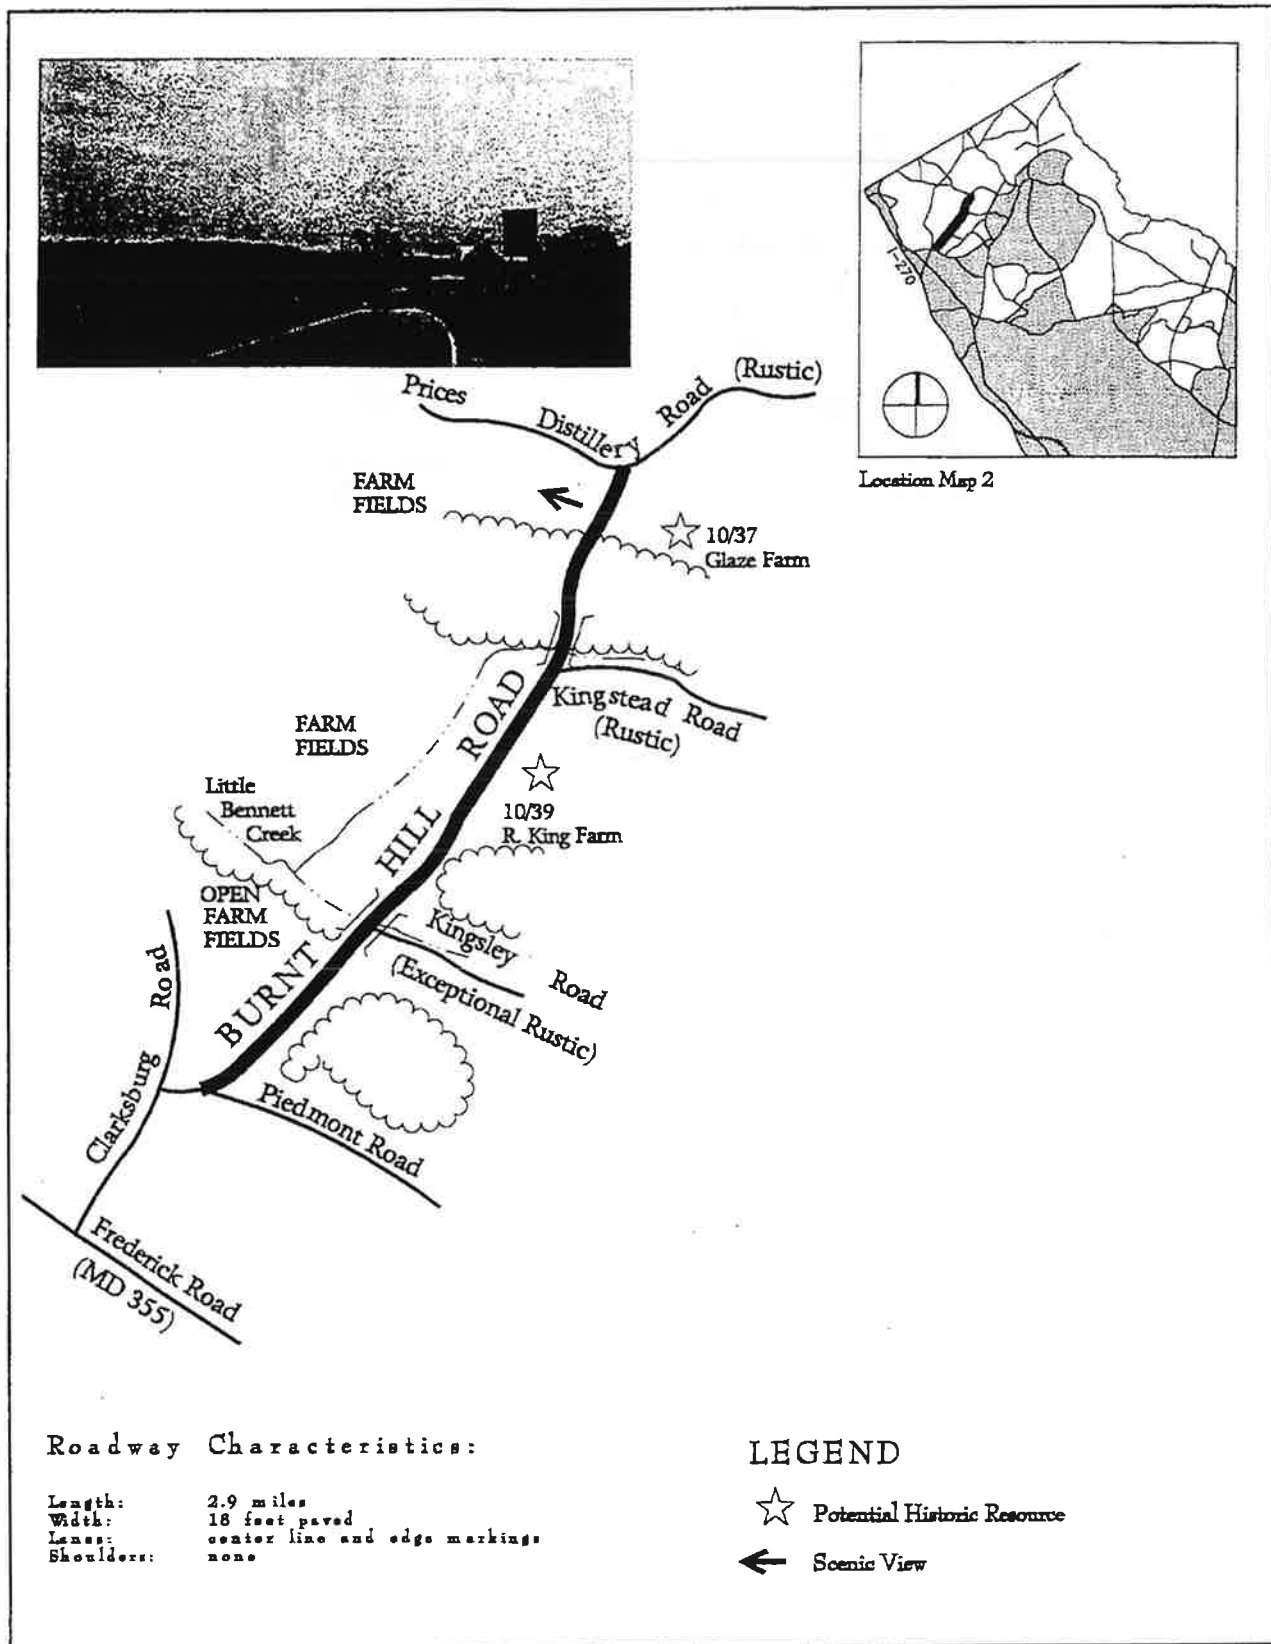 I-270
Location Map 2
Prices Distillery Road (Rustic)
FARM
FIELDS
10/37
Glaze Farm
Kingstead Road
(Rustic)
FARM
FIELDS
Little
Bennett
Creek
10/39
R. King Farm
BURNT HILL ROAD
OPEN
FARM
FIELDS
Kingsley Road
(Exceptional Rustic)
Clarksburg Road
Piedmont Road
Frederick Road
(MD 355)
Roadway Characteristics:
Length: 2.9 miles
Width: 18 feet paved
Lanes: center line and edge markings
Shoulders: none
LEGEND
Potential Historic Resource
Scenic View